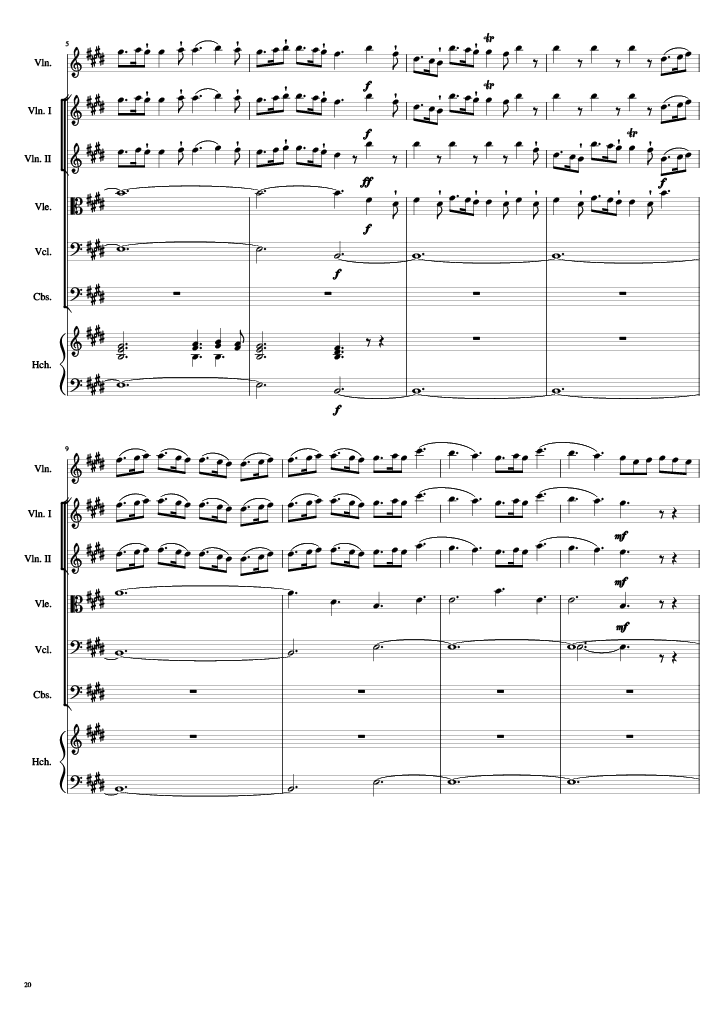 5
Vln.
tr
f
Vln. I
tr
f
Vln. II
tr
ff
f
Vle.
f
Vcl.
f
Cbs.
Hch.
f
9
Vln.
Vln. I
mf
Vln. II
mf
Vle.
mf
Vcl.
Cbs.
Hch.
20